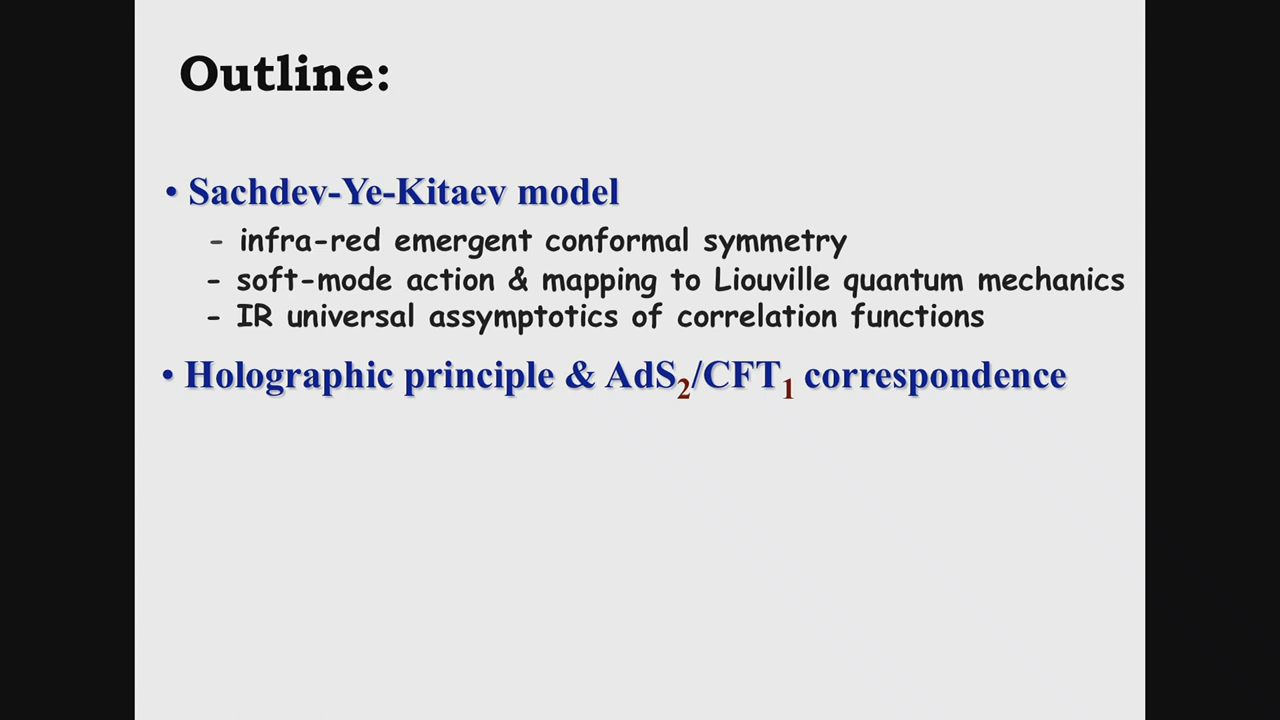 Outline:
• Sachdev-Ye-Kitaev model
- infra-red emergent conformal symmetry
- soft-mode action & mapping to Liouville quantum mechanics
- IR universal assymptotics of correlation functions
• Holographic principle & AdS₂/CFT₁ correspondence